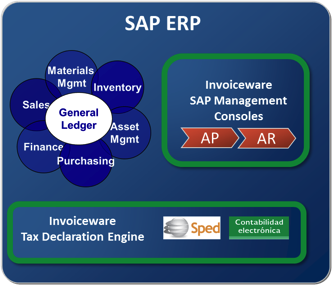 SAP ERP
Materials
Mgmt
Inventory
Sales
General
Ledger
Asset
Mgmt
Finance
Purchasing
Invoiceware
SAP Management
Consoles
AP
AR
Invoiceware
Tax Declaration Engine
Sped
Contabilidad
electrónica